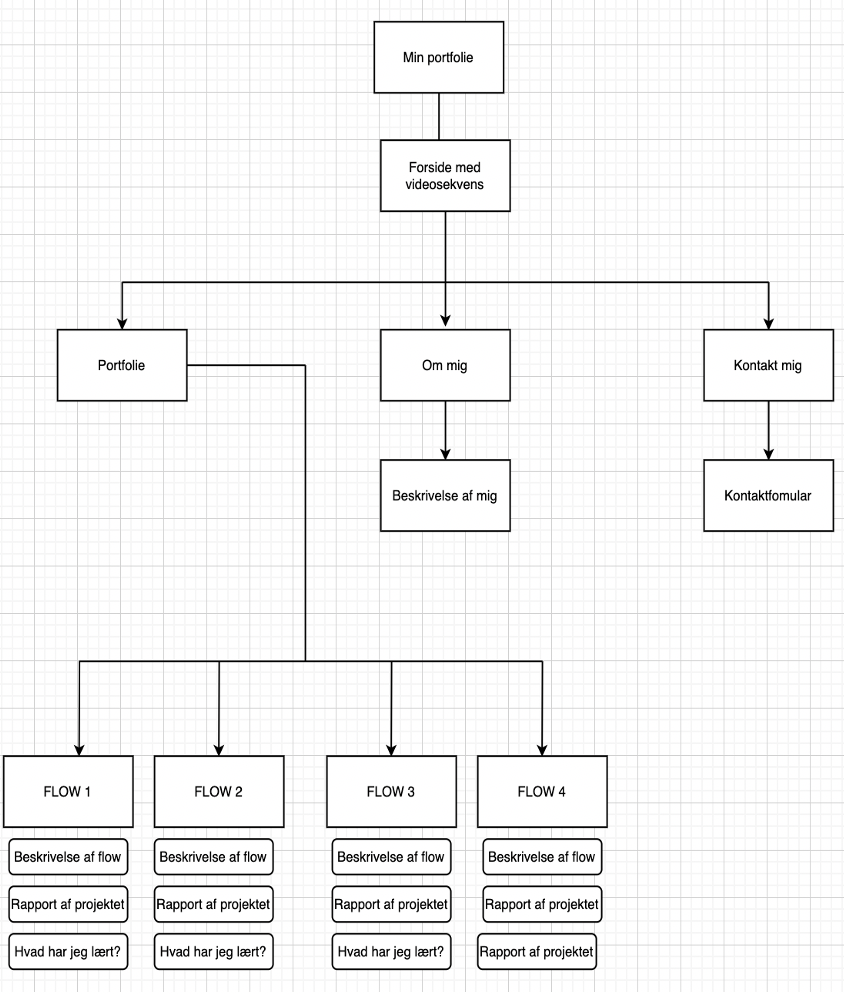 Min portfolie
Forside med
videosekvens
Portfolie
Om mig
Kontakt mig
Beskrivelse af mig
Kontaktfomular
FLOW 1
FLOW 2
FLOW 3
FLOW 4
Beskrivelse af flow
Beskrivelse af flow
Beskrivelse af flow
Beskrivelse af flow
Rapport af projektet
Rapport af projektet
Rapport af projektet
Rapport af projektet
Hvad har jeg lært?
Hvad har jeg lært?
Hvad har jeg lært?
Rapport af projektet